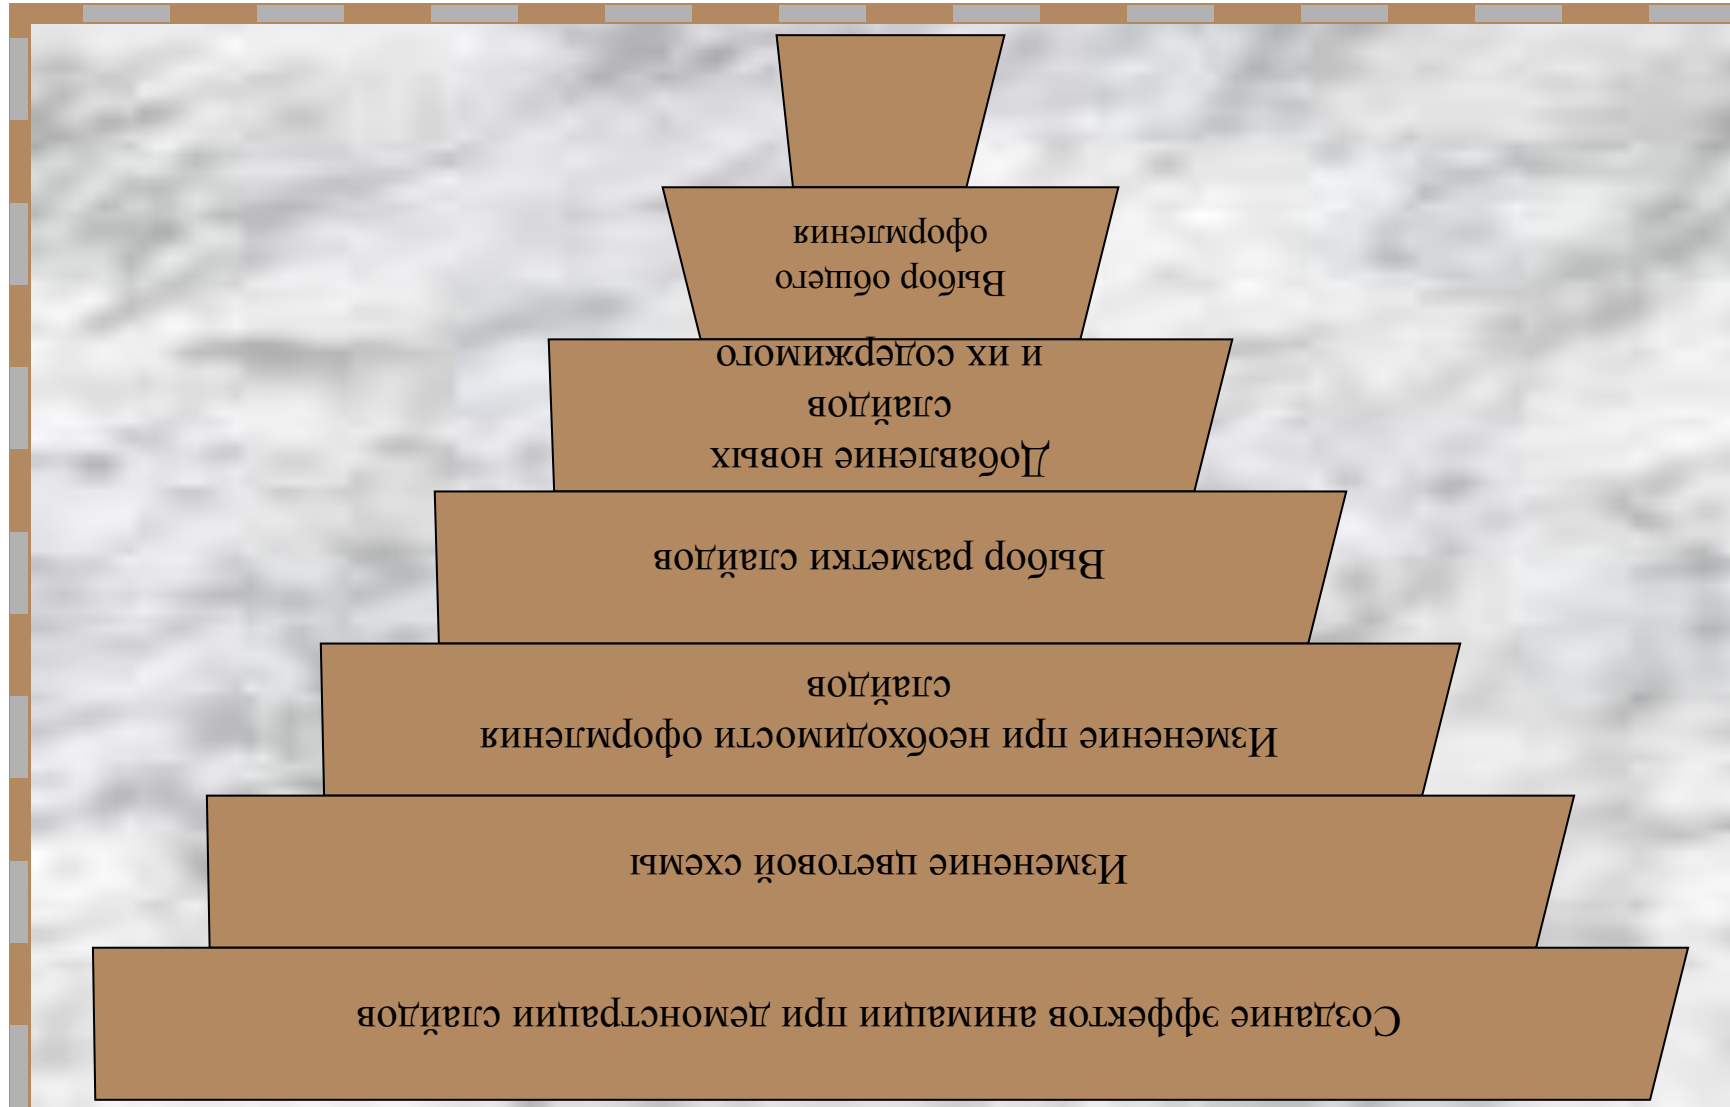 Выбор общего
оформления
Добавление новых
слайдов
и их содержимого
Выбор разметки слайдов
Изменение при необходимости оформления
слайдов
Изменение цветовой схемы
Создание эффектов анимации при демонстрации слайдов